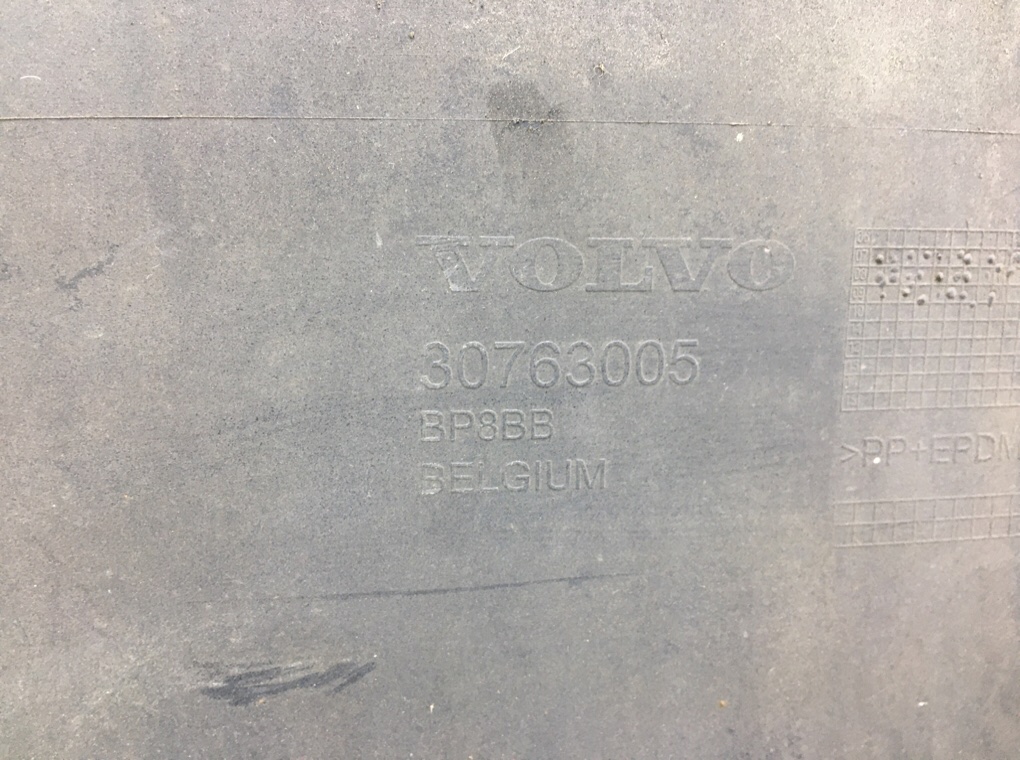 VOLVO
30763005
BP8BB
BELGIUM
>PP+EPDM